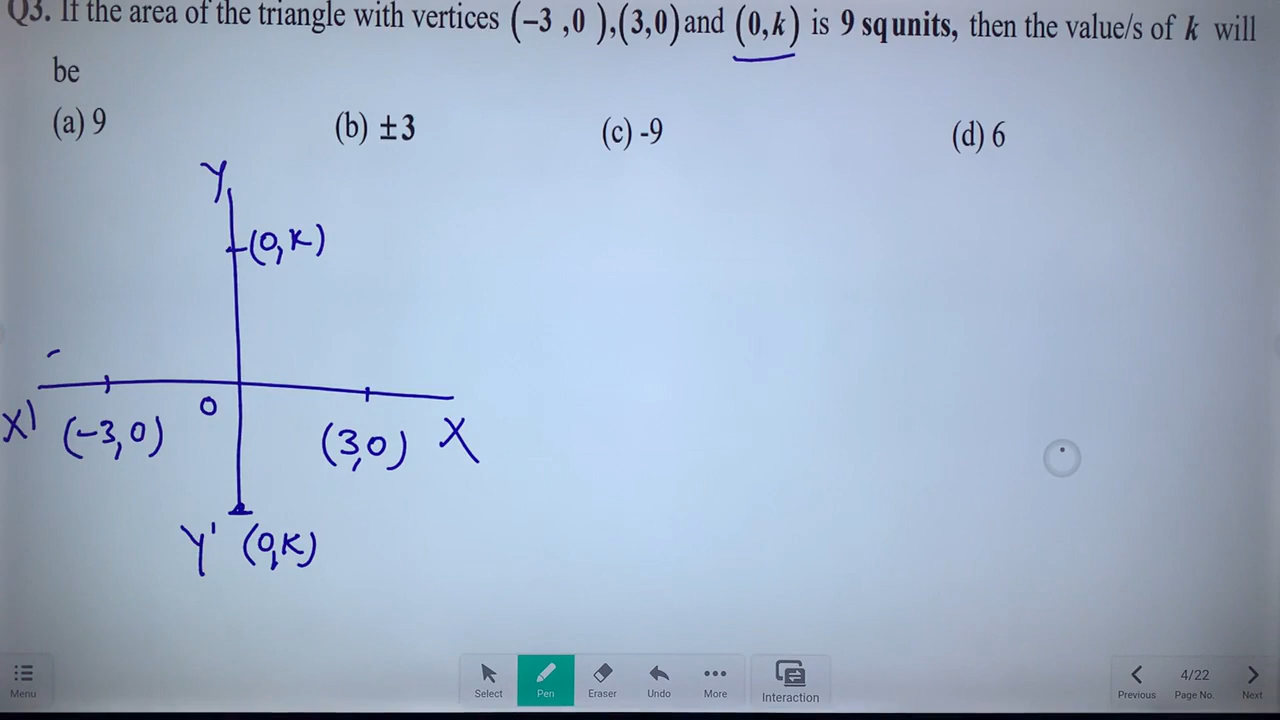 Q3. If the area of the triangle with vertices (−3 ,0 ),(3,0) and (0,k) is 9 sq units, then the value/s of k will
be
(a) 9 (b) ±3 (c) -9 (d) 6
Y
(0,K)
X' (-3,0) 0 (3,0) X
Y' (0,K)
Menu Select Pen Eraser Undo More Interaction Previous 4/22 Page No. Next